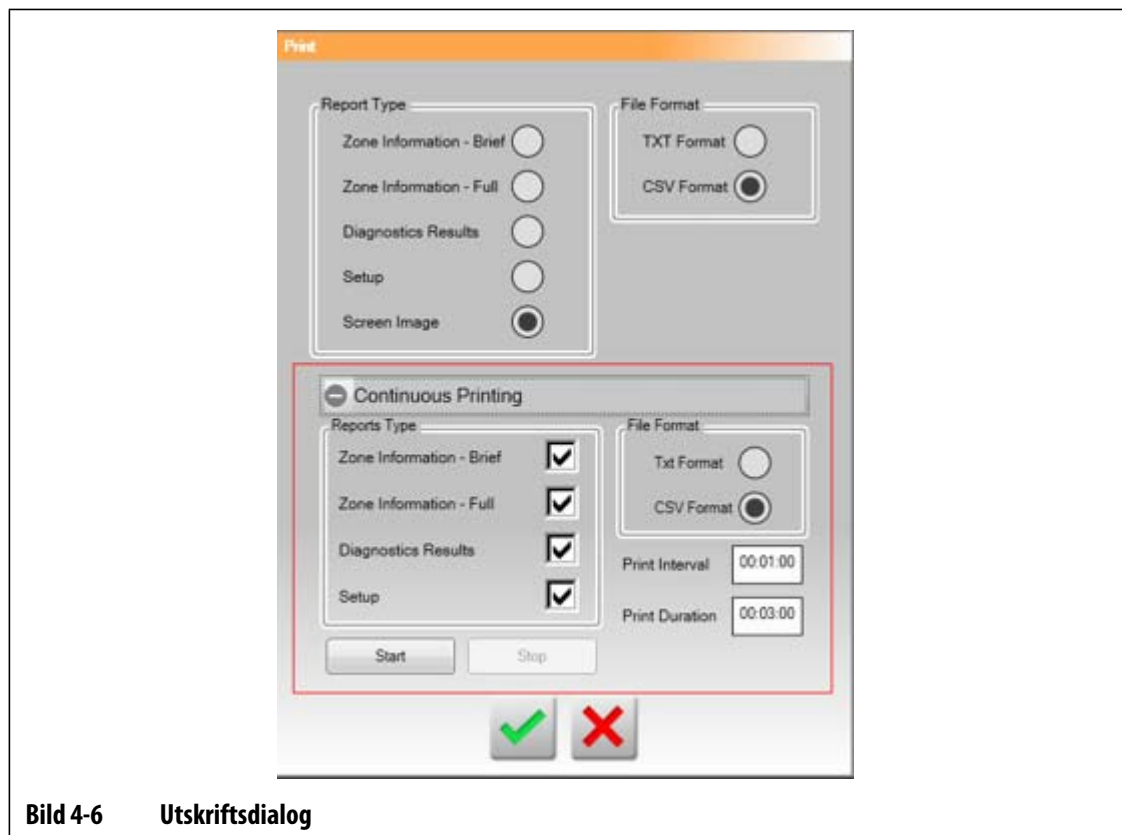 Print
Report Type
Zone Information - Brief
Zone Information - Full
Diagnostics Results
Setup
Screen Image
File Format
TXT Format
CSV Format
Continuous Printing
Reports Type
Zone Information - Brief
Zone Information - Full
Diagnostics Results
Setup
File Format
Txt Format
CSV Format
Print Interval 00:01:00
Print Duration 00:03:00
Start Stop
Bild 4-6 Utskriftsdialog